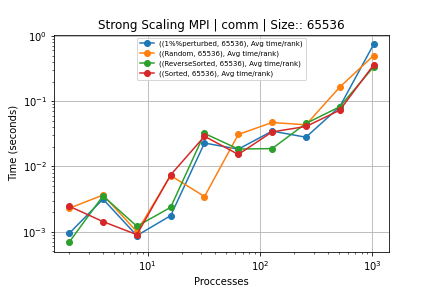 Strong Scaling MPI | comm | Size:: 65536
((1%%perturbed, 65536), Avg time/rank)
((Random, 65536), Avg time/rank)
((ReverseSorted, 65536), Avg time/rank)
((Sorted, 65536), Avg time/rank)
10⁰
10⁻¹
10⁻²
10⁻³
Time (seconds)
10¹ 10² 10³
Proccesses